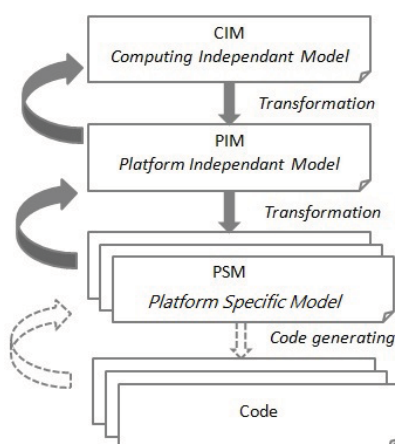 CIM
Computing Independant Model
Transformation
PIM
Platform Independant Model
Transformation
PSM
Platform Specific Model
Code generating
Code